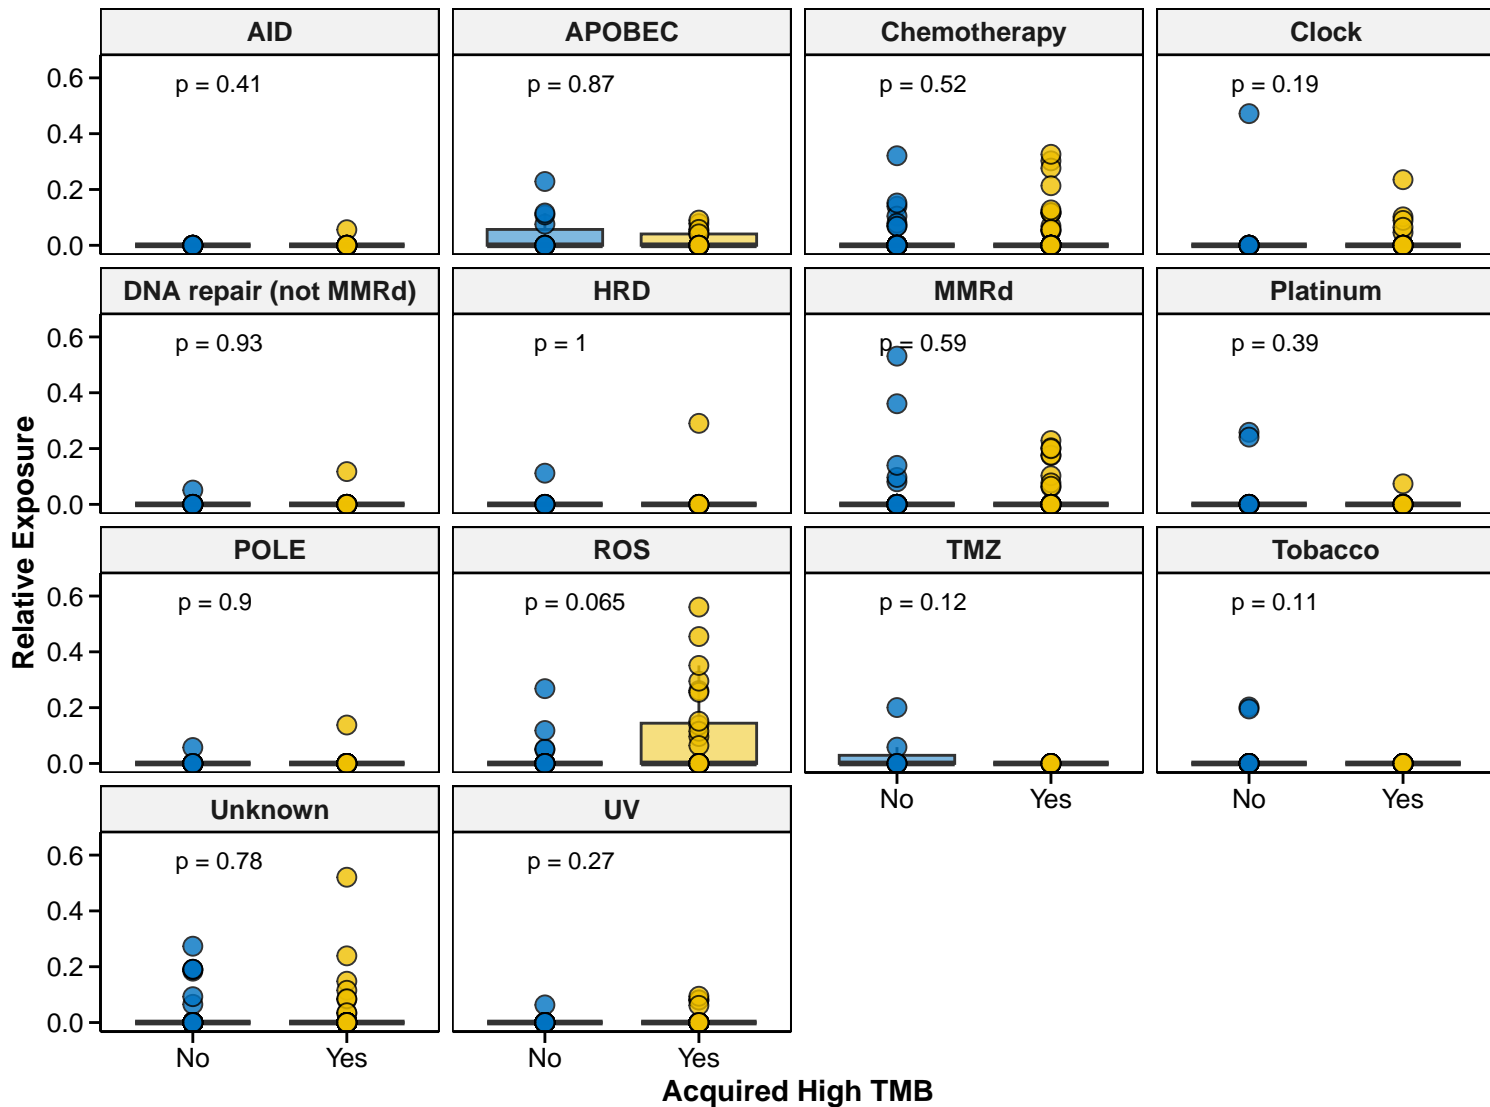 AID APOBEC Chemotherapy Clock
0.6 p = 0.41 p = 0.87 p = 0.52 p = 0.19
0.4
0.2
0.0
DNA repair (not MMRd) HRD MMRd Platinum
0.6 p = 0.93 p = 1 p = 0.59 p = 0.39
0.4
0.2
0.0
Relative Exposure
POLE ROS TMZ Tobacco
0.6 p = 0.9 p = 0.065 p = 0.12 p = 0.11
0.4
0.2
0.0
No Yes No Yes
Unknown UV
0.6 p = 0.78 p = 0.27
0.4
0.2
0.0
No Yes No Yes
Acquired High TMB